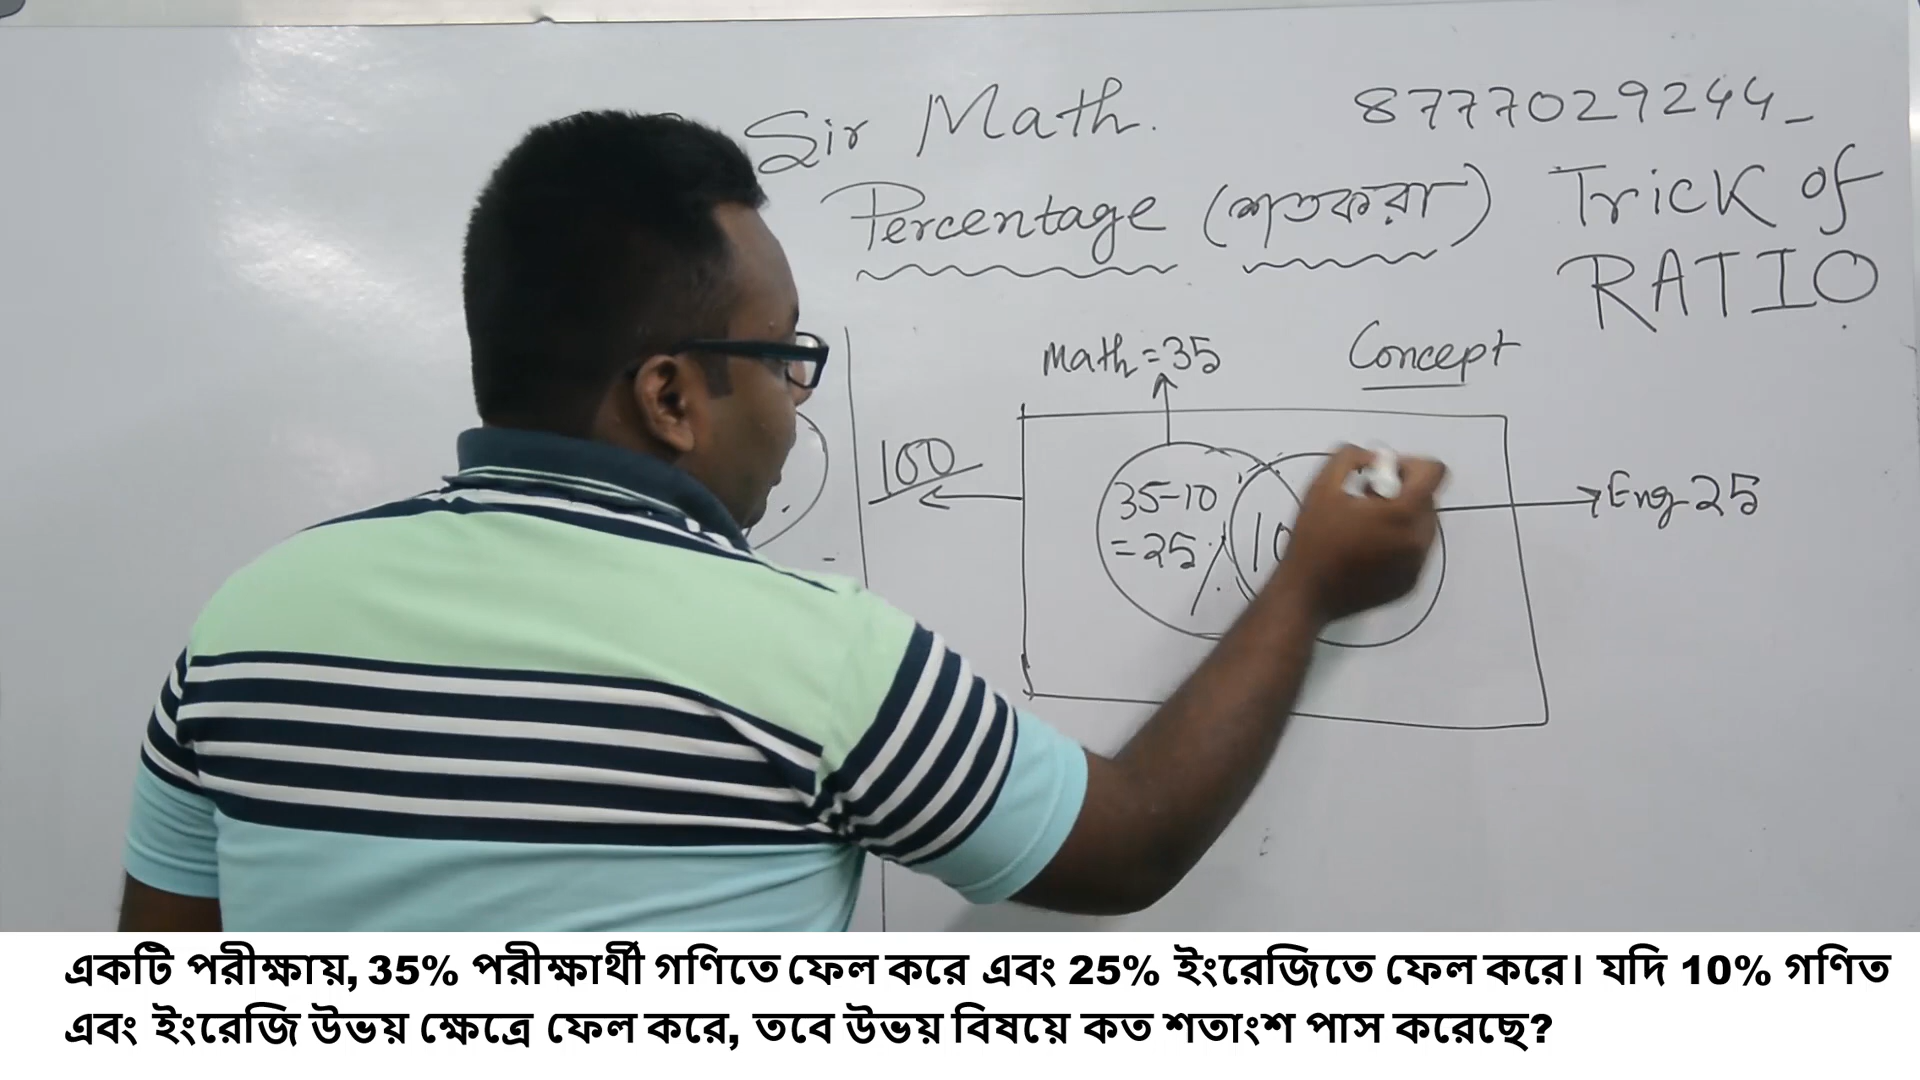 Sir Math.
8777029244
Percentage (শতকরা)
Trick of
RATIO
Math = 35
Concept
100
35-10
= 25
10
Eng 25
একটি পরীক্ষায়, 35% পরীক্ষার্থী গণিতে ফেল করে এবং 25% ইংরেজিতে ফেল করে। যদি 10% গণিত
এবং ইংরেজি উভয় ক্ষেত্রে ফেল করে, তবে উভয় বিষয়ে কত শতাংশ পাস করেছে?